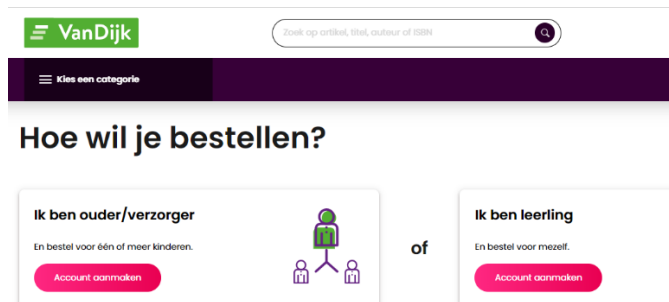 VanDijk
Zoek op artikel, titel, auteur of ISBN
Kies een categorie
Hoe wil je bestellen?
Ik ben ouder/verzorger
En bestel voor één of meer kinderen.
Account aanmaken
of
Ik ben leerling
En bestel voor mezelf.
Account aanmaken